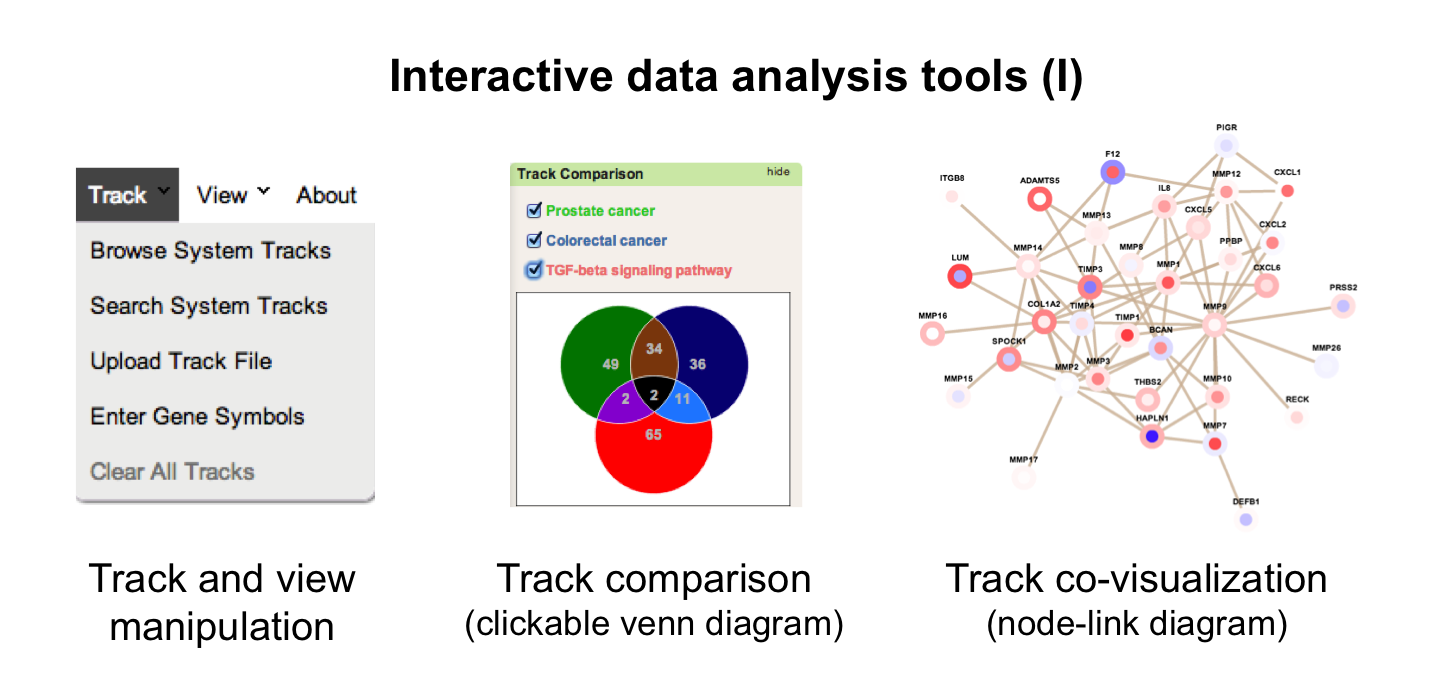 Interactive data analysis tools (I)
Track View About
Browse System Tracks
Search System Tracks
Upload Track File
Enter Gene Symbols
Clear All Tracks
Track and view
manipulation
Track Comparison hide
Prostate cancer
Colorectal cancer
TGF-beta signaling pathway
34
49
36
2
2
11
65
Track comparison
(clickable venn diagram)
PIGR
F12
ITGB8
ADAMTS5
IL8
MMP12
CXCL1
MMP13
CXCL5
CXCL2
MMP14
MMP8
PPBP
LUM
TIMP3
MMP1
CXCL6
PRSS2
COL1A2
TIMP4
MMP9
MMP16
TIMP1
BCAN
SPOCK1
MMP26
MMP3
MMP2
MMP15
THBS2
MMP10
RECK
HAPLN1
MMP7
MMP17
DEFB1
Track co-visualization
(node-link diagram)